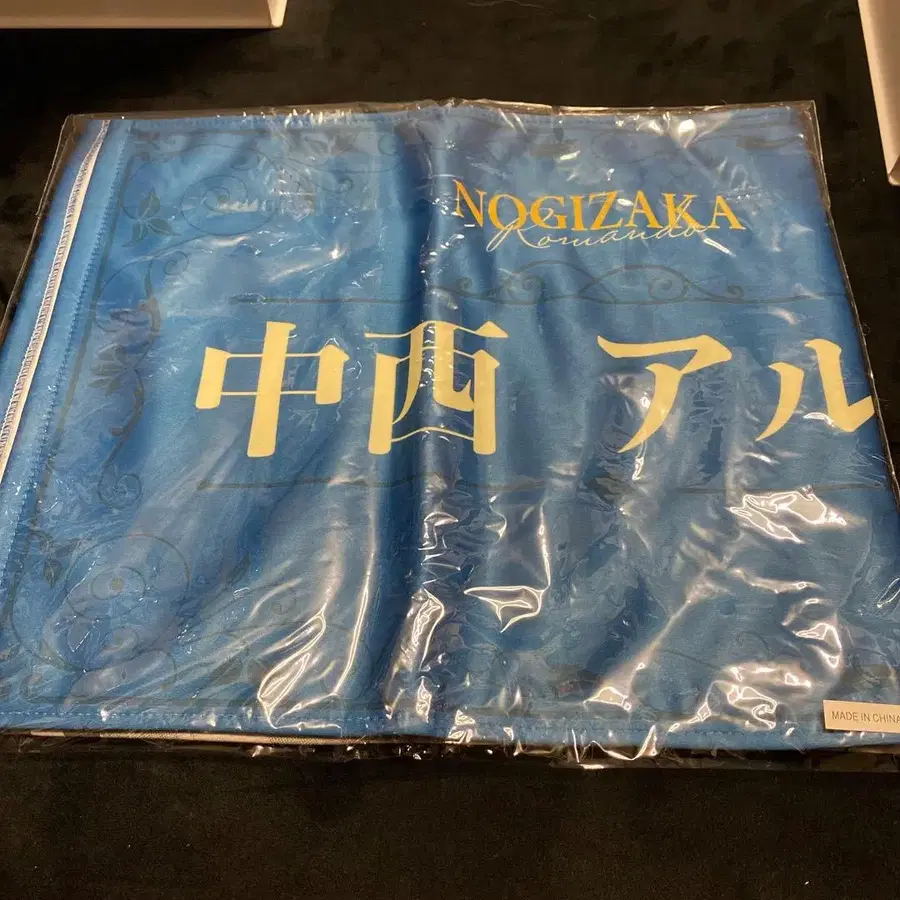 NOGIZAKA
Romando
中西 アル
MADE IN CHINA